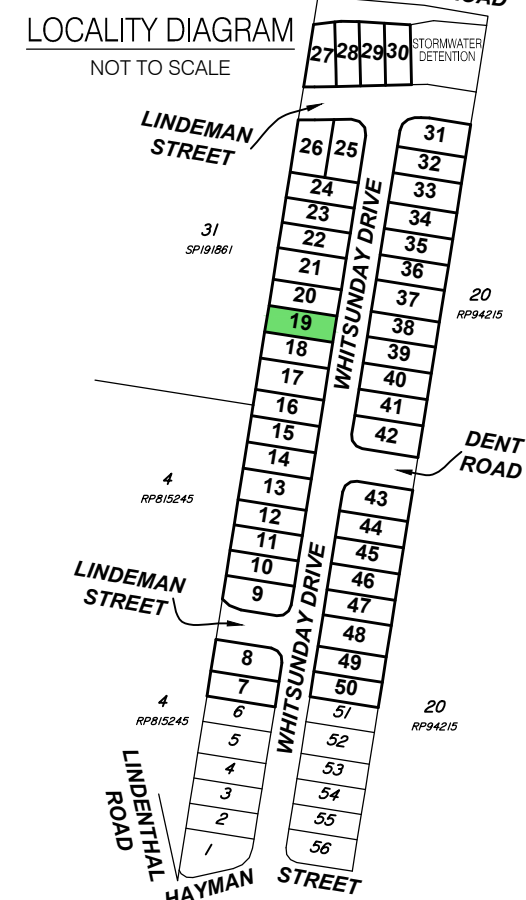 ROAD
LOCALITY DIAGRAM
NOT TO SCALE
27 28 29 30
STORMWATER
DETENTION
LINDEMAN
STREET
26 25
31
32
24
33
23
34
22
35
31
SP191861
21
36
20
37
20
RP94215
19
38
18
39
17
40
16
41
15
42
WHITSUNDAY DRIVE
DENT
ROAD
14
13
43
4
RP815245
12
44
11
45
10
46
9
47
LINDEMAN
STREET
48
8
49
7
50
WHITSUNDAY DRIVE
6
51
4
RP815245
20
RP94215
5
52
4
53
3
54
2
55
1
56
LINDENTHAL
ROAD
HAYMAN STREET